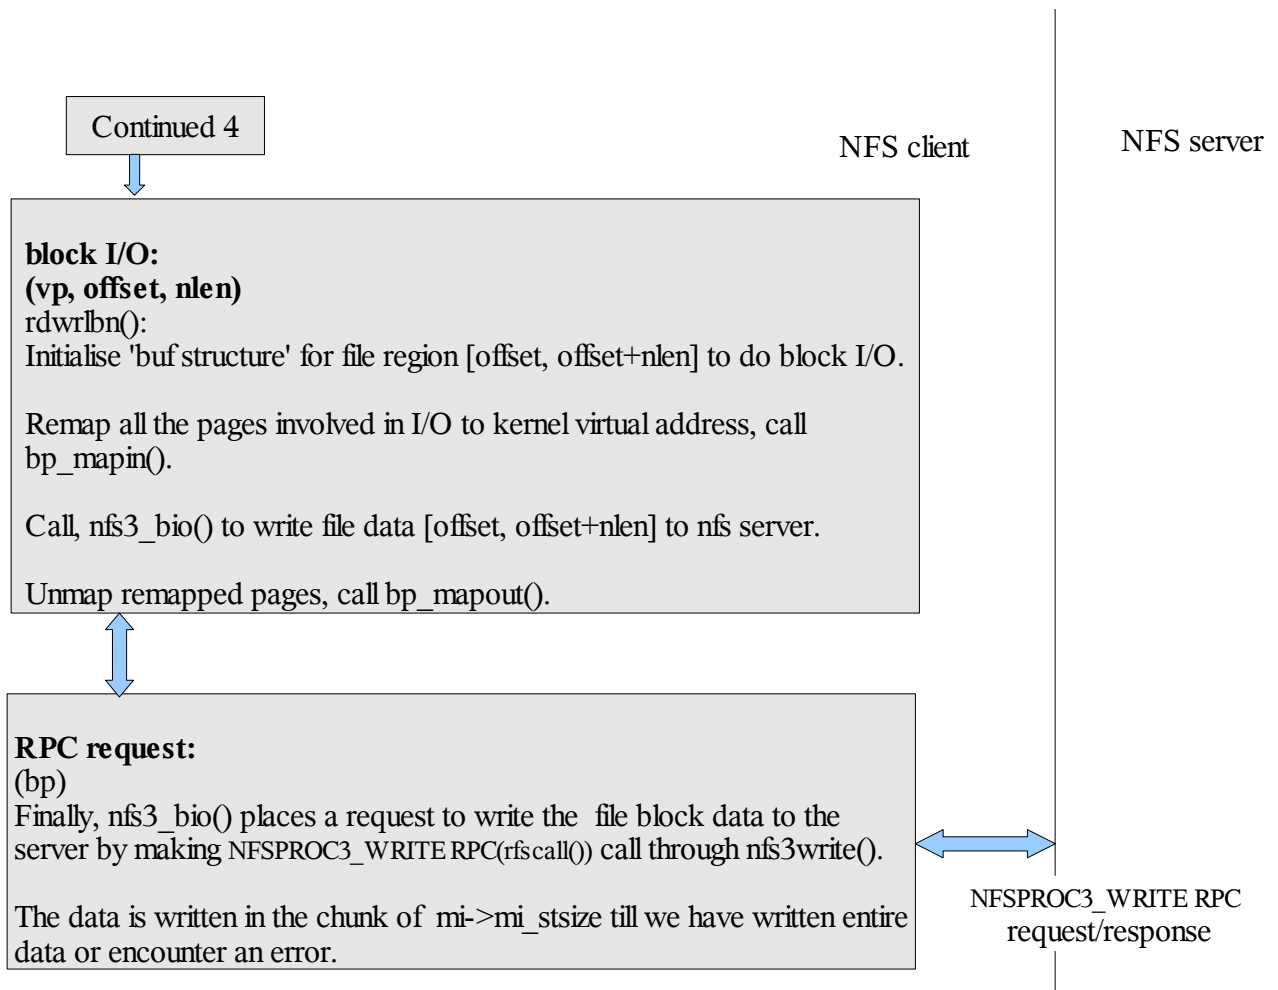 Continued 4
NFS client
NFS server
block I/O:
(vp, offset, nlen)
rdwrlbn():
Initialise 'buf structure' for file region [offset, offset+nlen] to do block I/O.
Remap all the pages involved in I/O to kernel virtual address, call
bp_mapin().
Call, nfs3_bio() to write file data [offset, offset+nlen] to nfs server.
Unmap remapped pages, call bp_mapout().
RPC request:
(bp)
Finally, nfs3_bio() places a request to write the file block data to the
server by making NFSPROC3_WRITE RPC(rfscall()) call through nfs3write().
The data is written in the chunk of mi->mi_stsize till we have written entire
data or encounter an error.
NFSPROC3_WRITE RPC
request/response